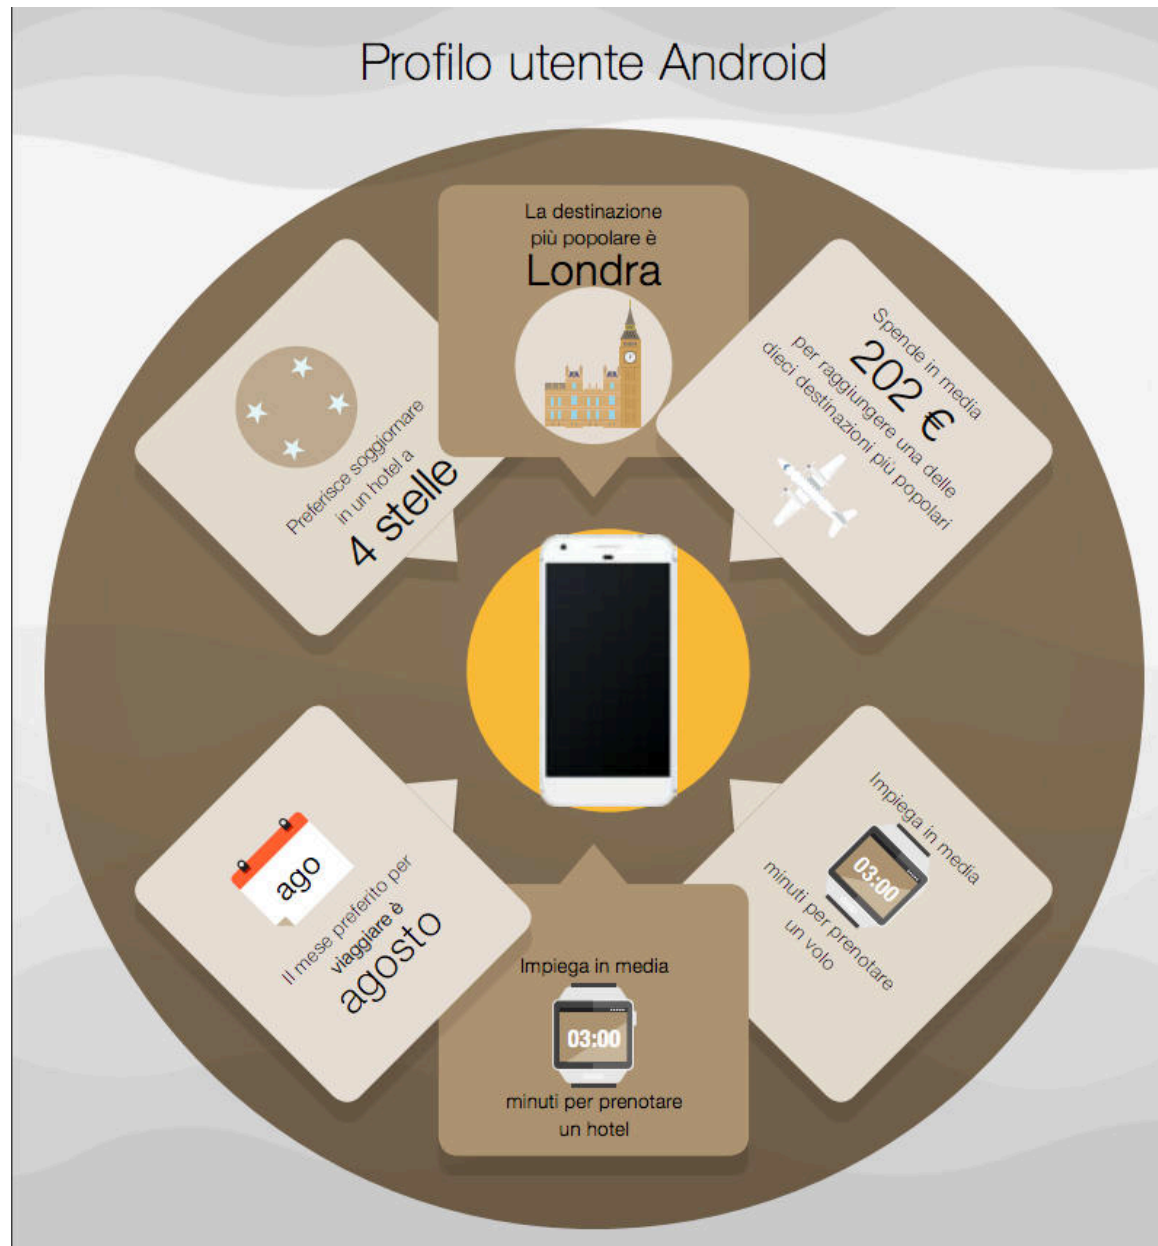 Profilo utente Android
La destinazione
più popolare è
Londra
Spende in media
202 €
per raggiungere una delle
dieci destinazioni più popolari
Impiega in media
03:00
minuti per prenotare
un volo
Impiega in media
03:00
minuti per prenotare
un hotel
Il mese preferito per
viaggiare è
agosto
ago
Preferisce soggiornare
in un hotel a
4 stelle